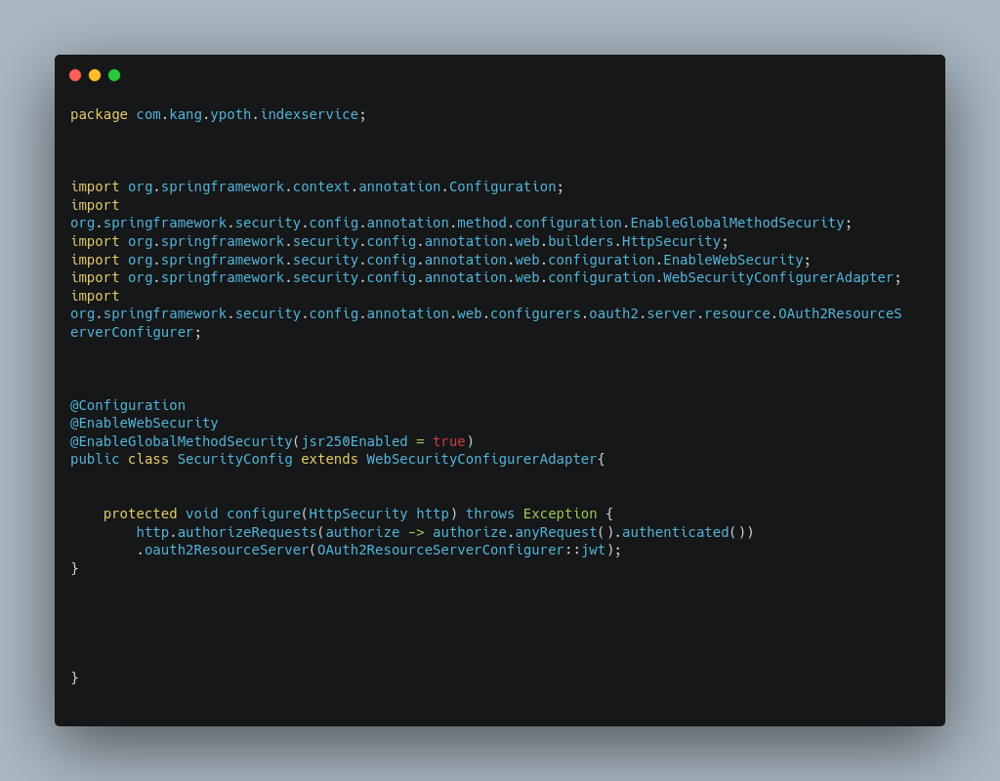 package com.kang.ypoth.indexservice;
import org.springframework.context.annotation.Configuration;
import
org.springframework.security.config.annotation.method.configuration.EnableGlobalMethodSecurity;
import org.springframework.security.config.annotation.web.builders.HttpSecurity;
import org.springframework.security.config.annotation.web.configuration.EnableWebSecurity;
import org.springframework.security.config.annotation.web.configuration.WebSecurityConfigurerAdapter;
import
org.springframework.security.config.annotation.web.configurers.oauth2.server.resource.OAuth2ResourceS
erverConfigurer;
@Configuration
@EnableWebSecurity
@EnableGlobalMethodSecurity(jsr250Enabled = true)
public class SecurityConfig extends WebSecurityConfigurerAdapter{
    protected void configure(HttpSecurity http) throws Exception {
        http.authorizeRequests(authorize -> authorize.anyRequest().authenticated())
        .oauth2ResourceServer(OAuth2ResourceServerConfigurer::jwt);
}
}